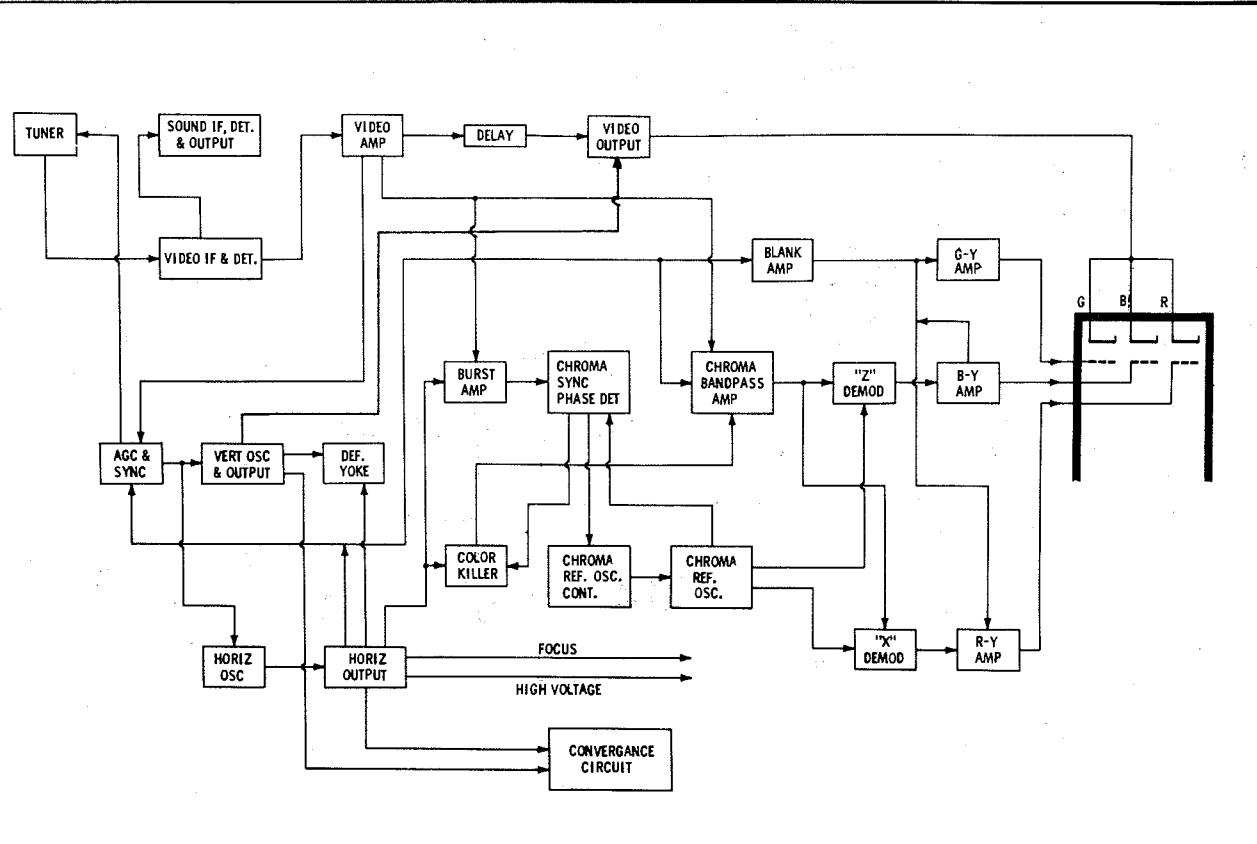 TUNER
SOUND IF, DET.
& OUTPUT
VIDEO
AMP
DELAY
VIDEO
OUTPUT
VIDEO IF & DET.
BLANK
AMP
G-Y
AMP
G
B
R
BURST
AMP
CHROMA
SYNC
PHASE DET
CHROMA
BANDPASS
AMP
"Z"
DEMOD
B-Y
AMP
AGC &
SYNC
VERT OSC
& OUTPUT
DEF.
YOKE
COLOR
KILLER
CHROMA
REF. OSC.
CONT.
CHROMA
REF.
OSC.
HORIZ
OSC
HORIZ
OUTPUT
FOCUS
HIGH VOLTAGE
"X"
DEMOD
R-Y
AMP
CONVERGANCE
CIRCUIT